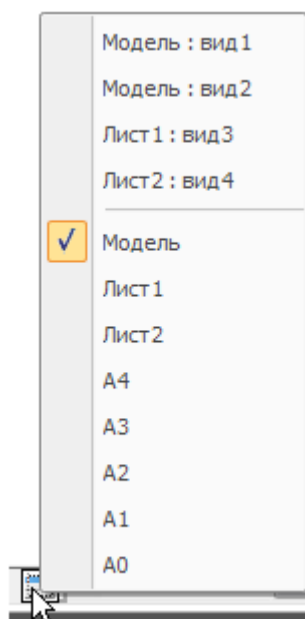 Модель : вид1
Модель : вид2
Лист1 : вид3
Лист2 : вид4
Модель
Лист1
Лист2
А4
А3
А2
А1
А0